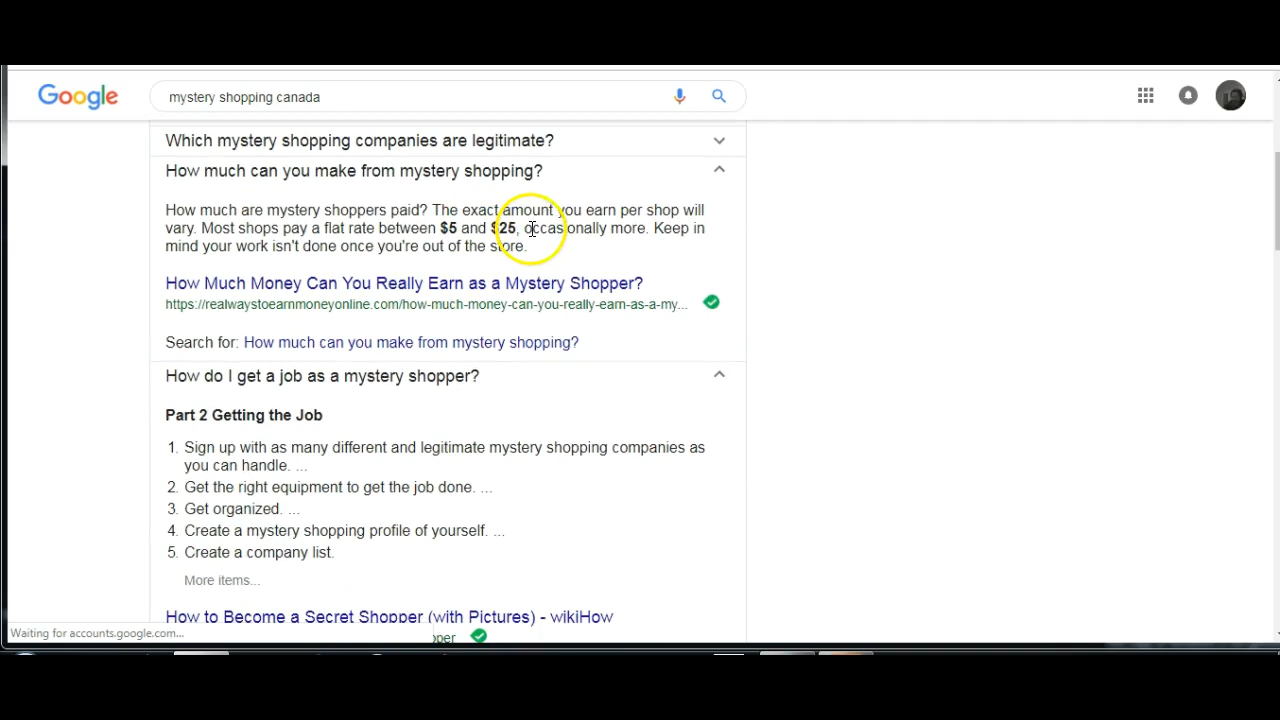 Google
mystery shopping canada
Which mystery shopping companies are legitimate?
How much can you make from mystery shopping?
How much are mystery shoppers paid? The exact amount you earn per shop will
vary. Most shops pay a flat rate between $5 and $25, occasionally more. Keep in
mind your work isn't done once you're out of the store.
How Much Money Can You Really Earn as a Mystery Shopper?
https://realwaystoearnmoneyonline.com/how-much-money-can-you-really-earn-as-a-my...
Search for: How much can you make from mystery shopping?
How do I get a job as a mystery shopper?
Part 2 Getting the Job
1. Sign up with as many different and legitimate mystery shopping companies as
you can handle. ...
2. Get the right equipment to get the job done. ...
3. Get organized. ...
4. Create a mystery shopping profile of yourself. ...
5. Create a company list.
More items...
How to Become a Secret Shopper (with Pictures) - wikiHow
Waiting for accounts.google.com...